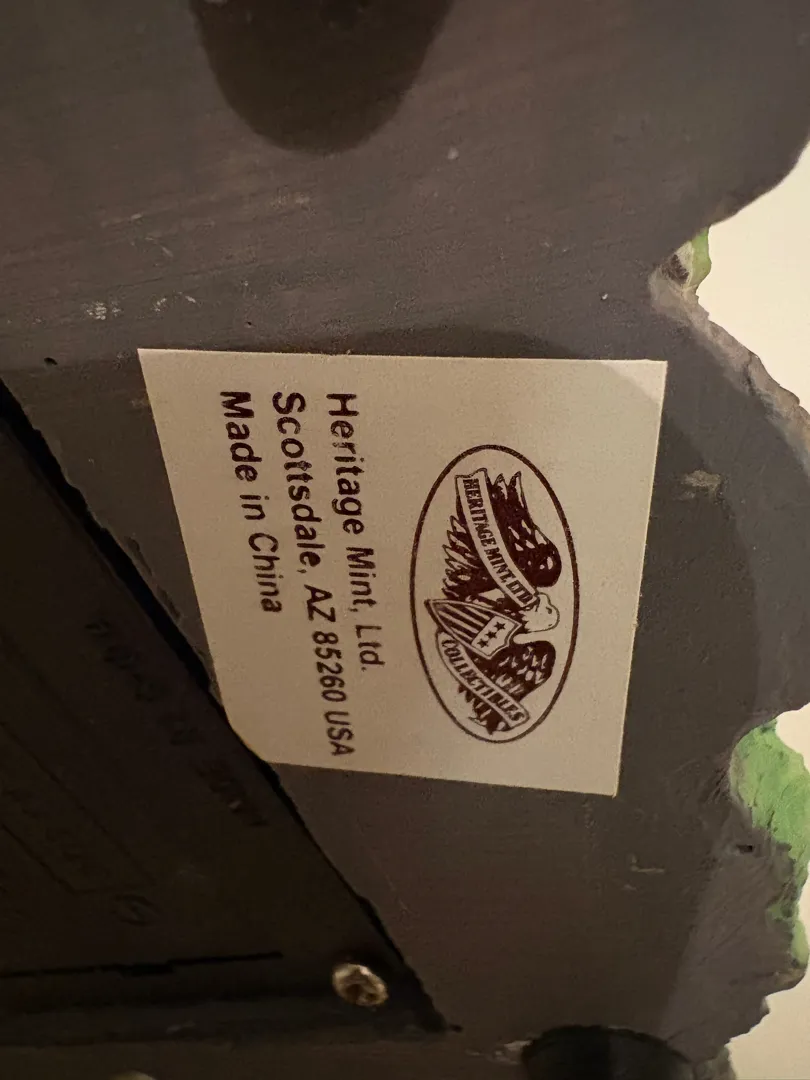 HERITAGE MINT, LTD.
COLLECTIBLES
Heritage Mint, Ltd.
Scottsdale, AZ 85260 USA
Made in China